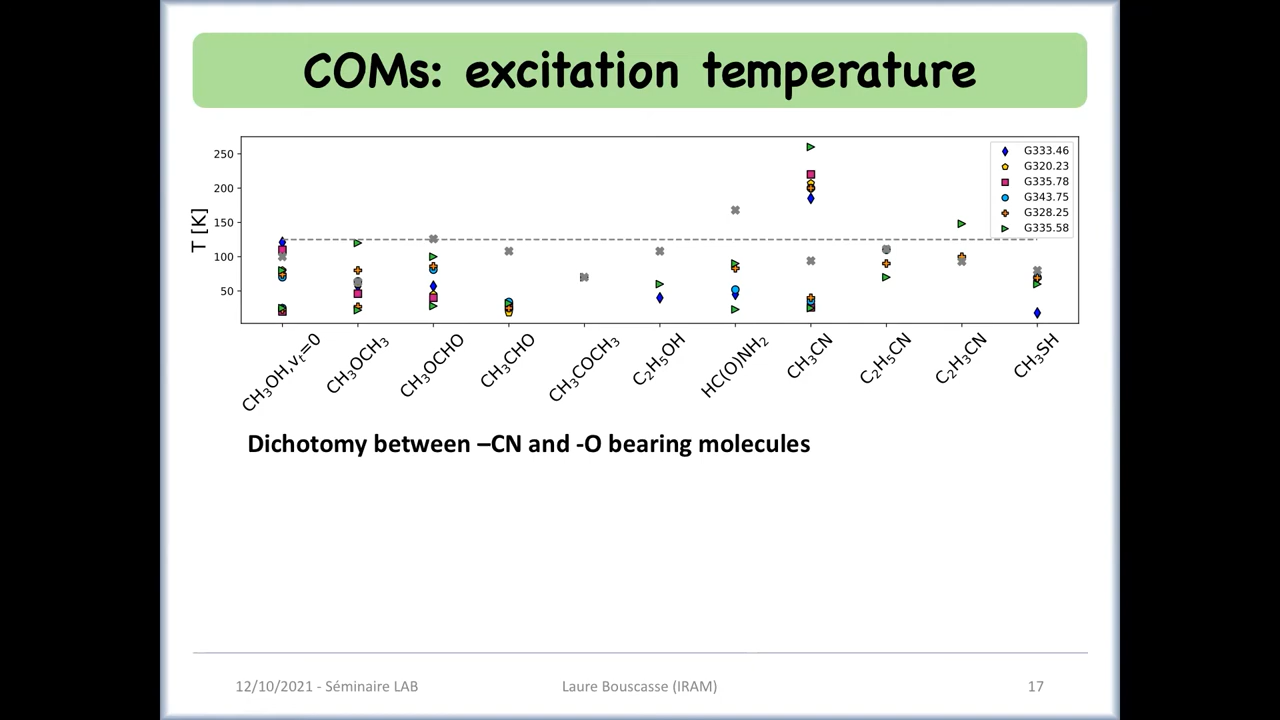 COMs: excitation temperature
250
200
150
100
50
T [K]
G333.46
G320.23
G335.78
G343.75
G328.25
G335.58
CH₃OH,vₜ=0
CH₃OCH₃
CH₃OCHO
CH₃CHO
CH₃COCH₃
C₂H₅OH
HC(O)NH₂
CH₃CN
C₂H₅CN
C₂H₃CN
CH₃SH
Dichotomy between –CN and -O bearing molecules
12/10/2021 - Séminaire LAB
Laure Bouscasse (IRAM)
17